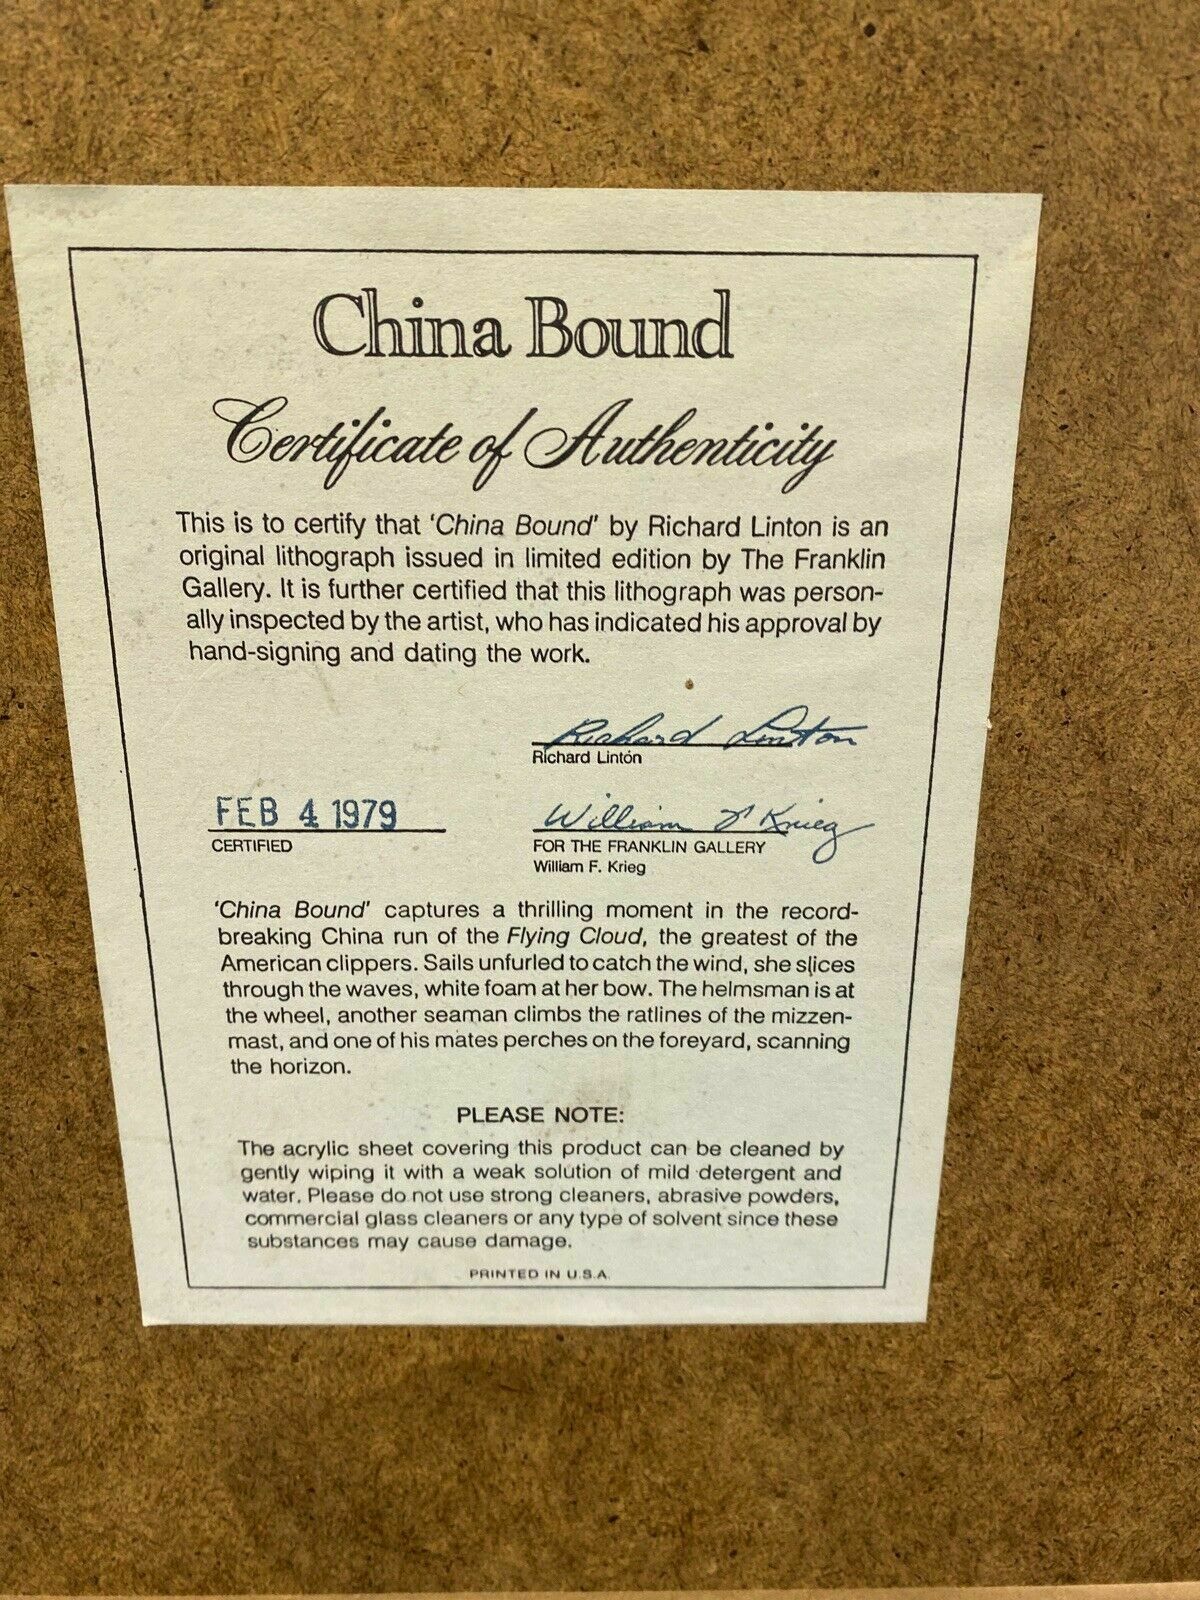 China Bound
Certificate of Authenticity
This is to certify that 'China Bound' by Richard Linton is an
original lithograph issued in limited edition by The Franklin
Gallery. It is further certified that this lithograph was person-
ally inspected by the artist, who has indicated his approval by
hand-signing and dating the work.
Richard Linton
Richard Linton
FEB 4 1979
CERTIFIED
William F Krieg
FOR THE FRANKLIN GALLERY
William F. Krieg
'China Bound' captures a thrilling moment in the record-
breaking China run of the Flying Cloud, the greatest of the
American clippers. Sails unfurled to catch the wind, she slices
through the waves, white foam at her bow. The helmsman is at
the wheel, another seaman climbs the ratlines of the mizzen-
mast, and one of his mates perches on the foreyard, scanning
the horizon.
PLEASE NOTE:
The acrylic sheet covering this product can be cleaned by
gently wiping it with a weak solution of mild detergent and
water. Please do not use strong cleaners, abrasive powders,
commercial glass cleaners or any type of solvent since these
substances may cause damage.
PRINTED IN U.S.A.